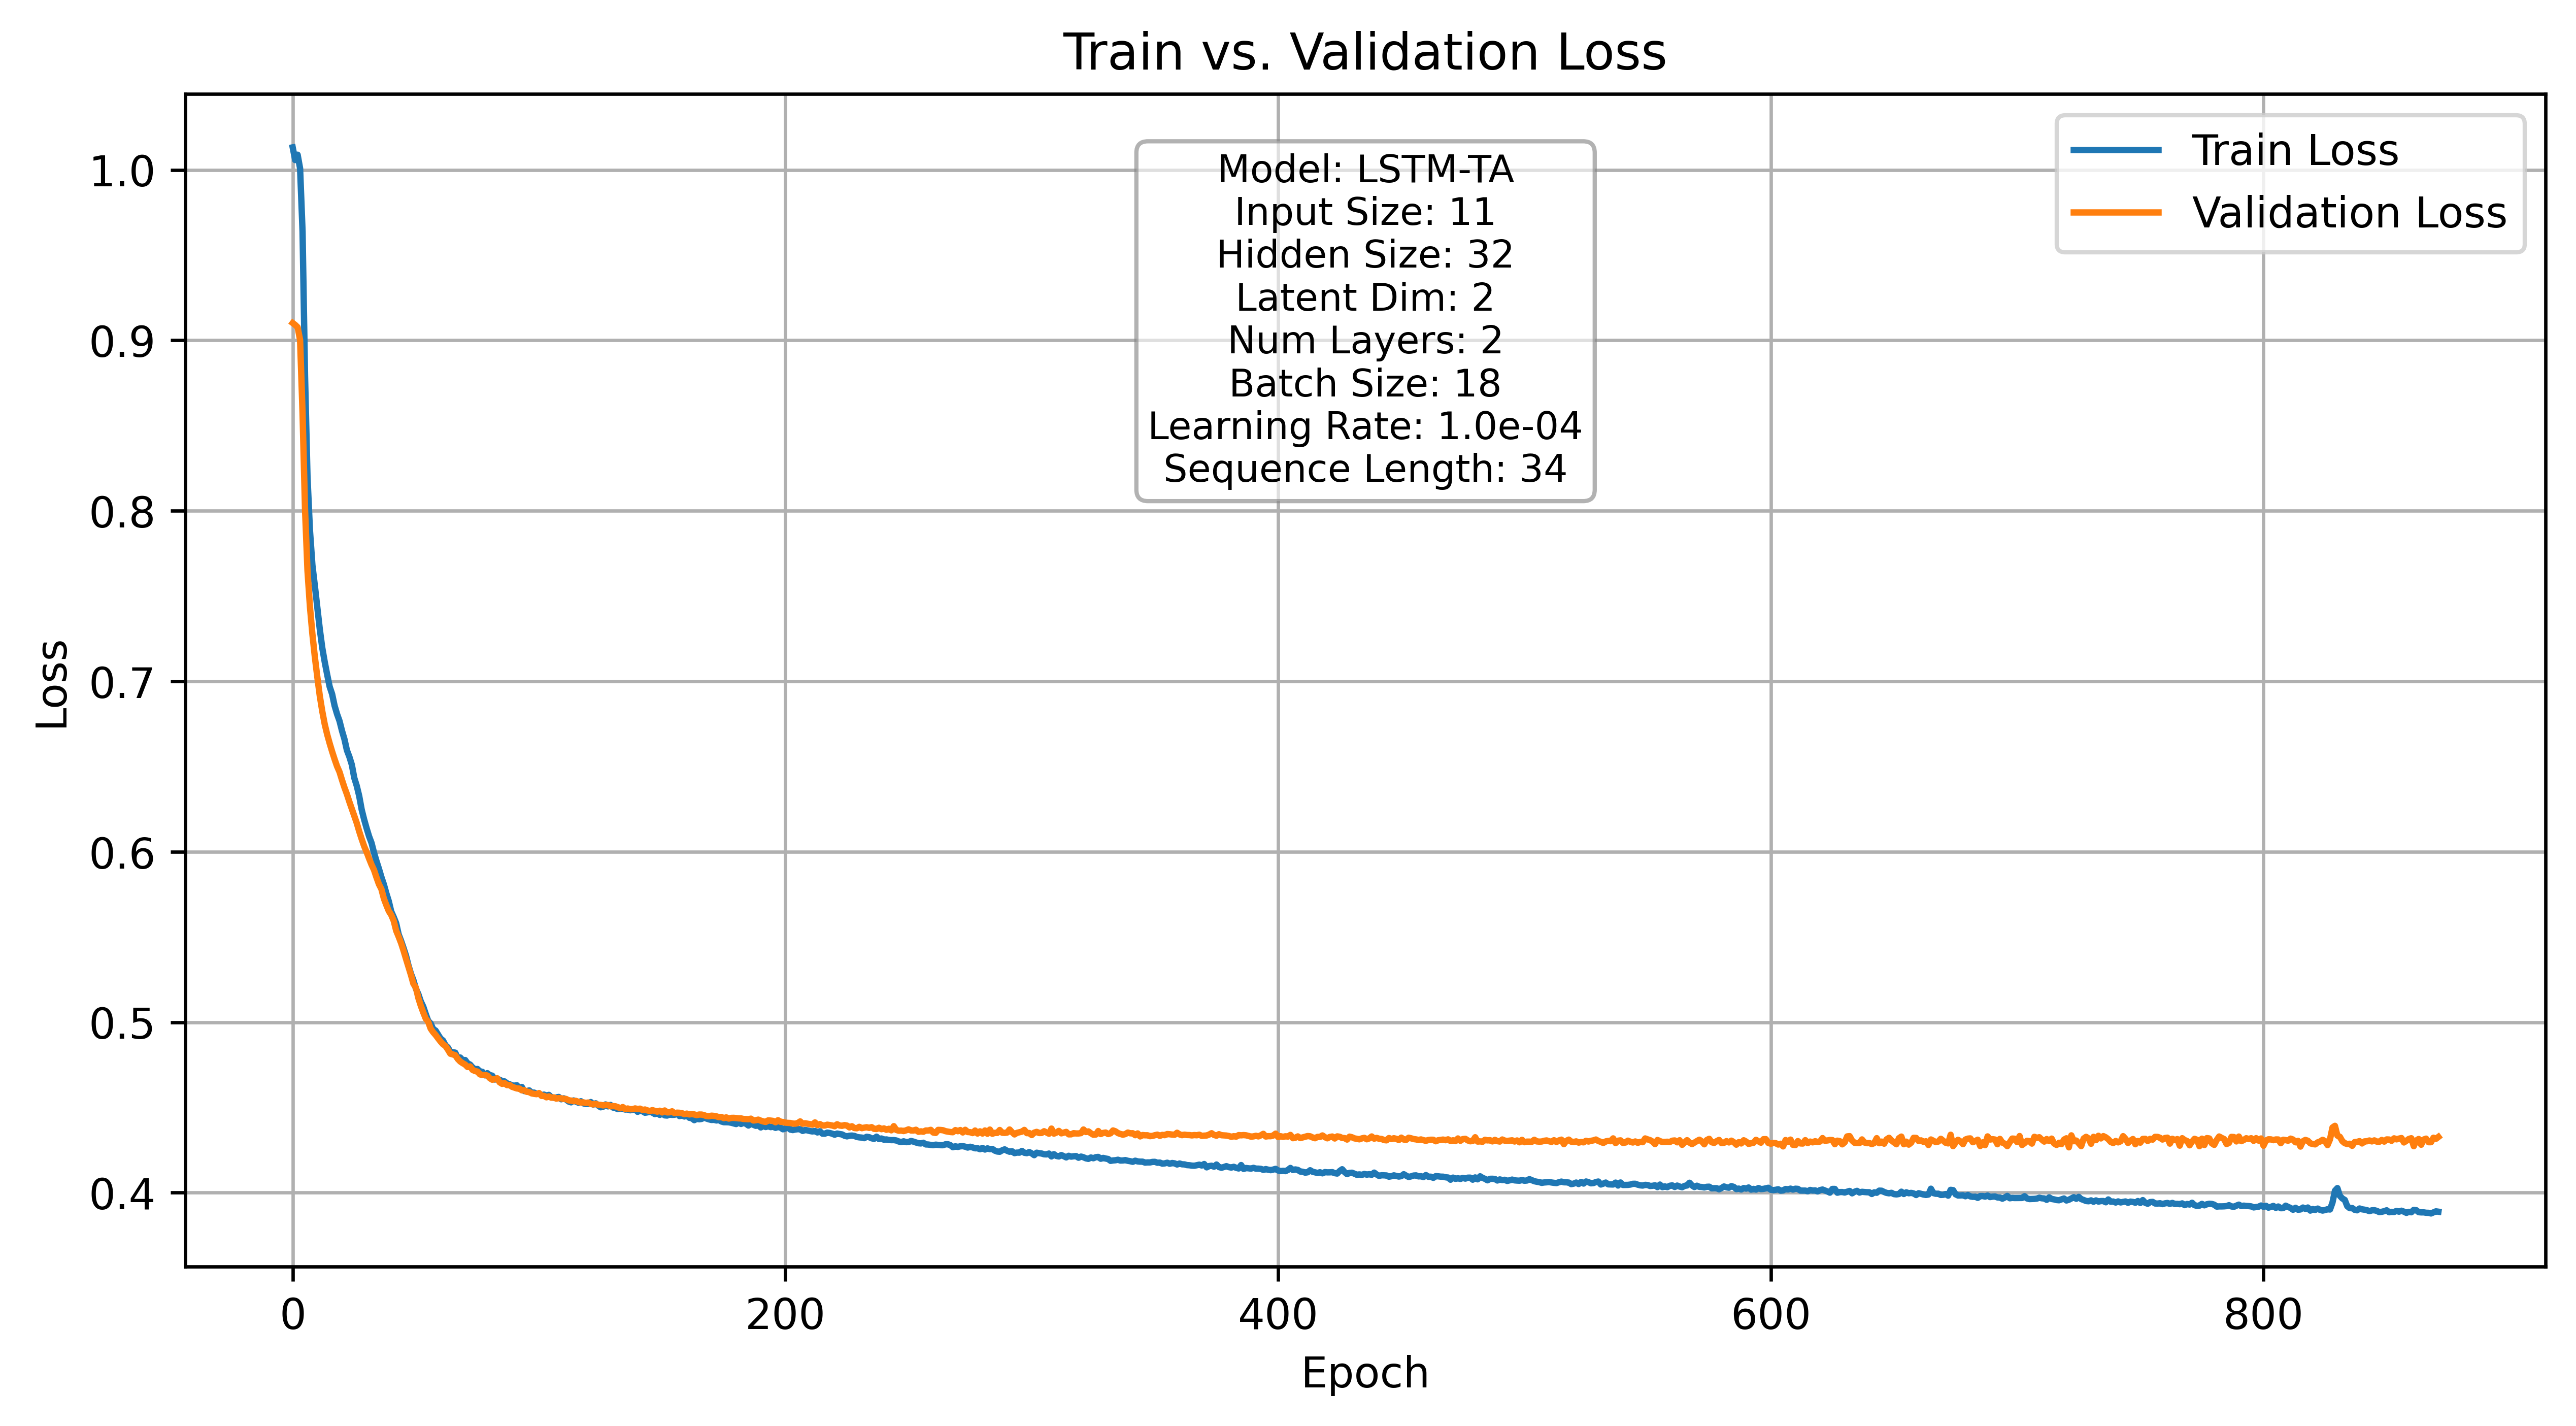 Train vs. Validation Loss
Train Loss
Validation Loss
Model: LSTM-TA
Input Size: 11
Hidden Size: 32
Latent Dim: 2
Num Layers: 2
Batch Size: 18
Learning Rate: 1.0e-04
Sequence Length: 34
Loss
1.0
0.9
0.8
0.7
0.6
0.5
0.4
0 200 400 600 800
Epoch